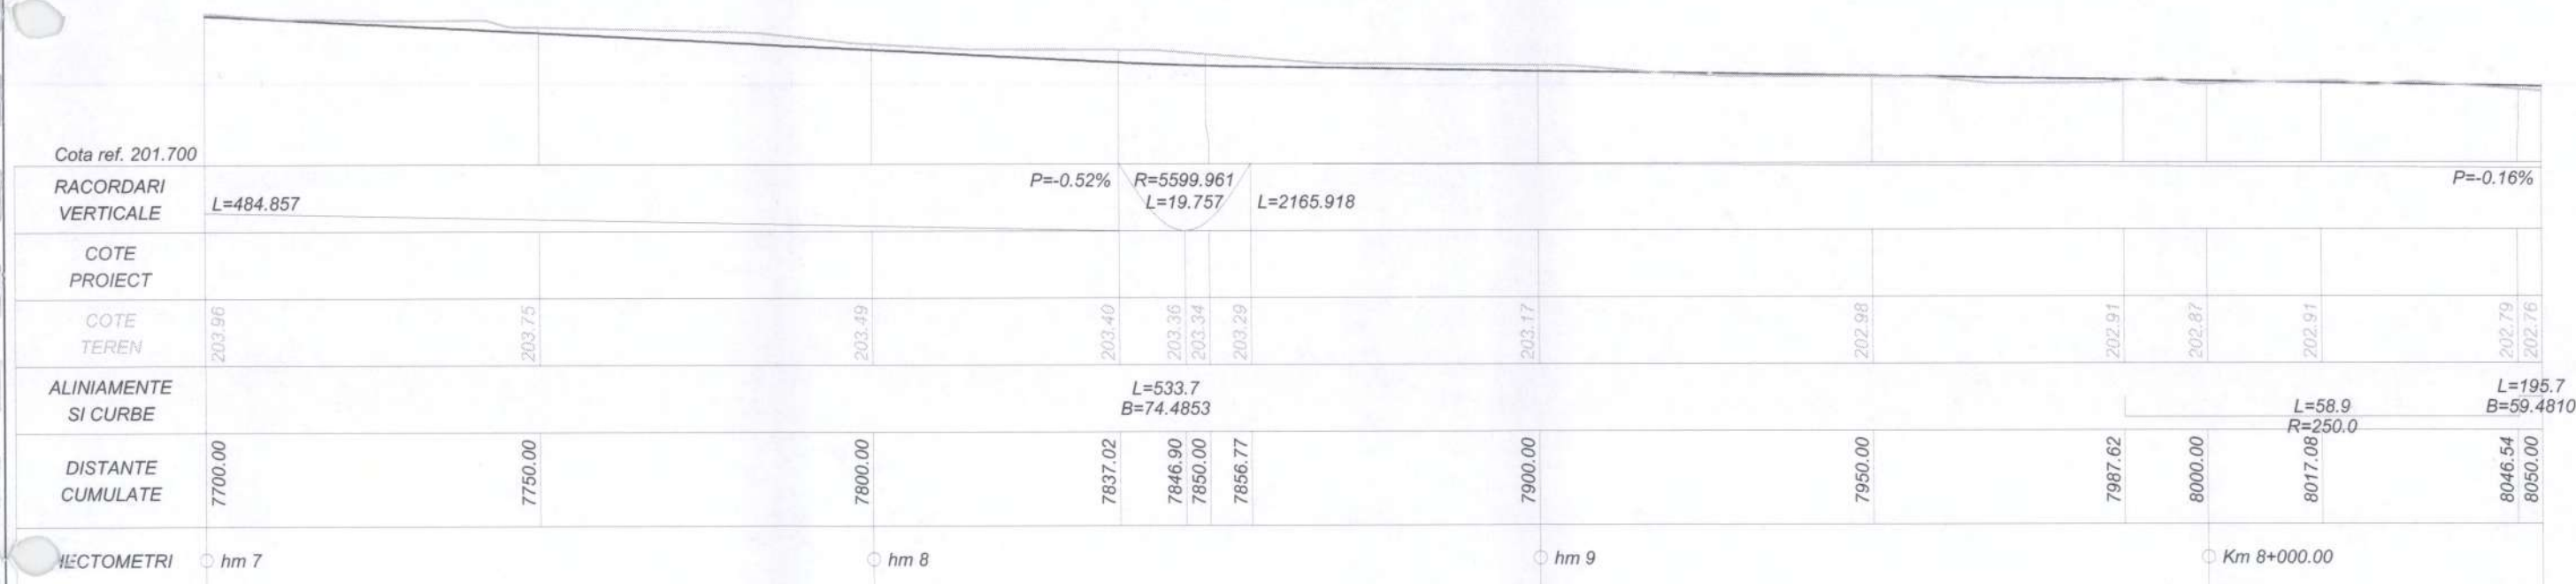 Cota ref. 201.700
RACORDARI
VERTICALE
L=484.857
P=-0.52%
R=5599.961
L=19.757
L=2165.918
P=-0.16%
COTE
PROIECT
COTE
TEREN
203.96
203.75
203.49
203.40
203.36
203.34
203.29
203.17
202.98
202.91
202.87
202.91
202.79
202.76
ALINIAMENTE
SI CURBE
L=533.7
B=74.4853
L=58.9
R=250.0
L=195.7
B=59.4810
DISTANTE
CUMULATE
7700.00
7750.00
7800.00
7837.02
7846.90
7850.00
7856.77
7900.00
7950.00
7987.62
8000.00
8017.08
8046.54
8050.00
HECTOMETRI
hm 7
hm 8
hm 9
Km 8+000.00